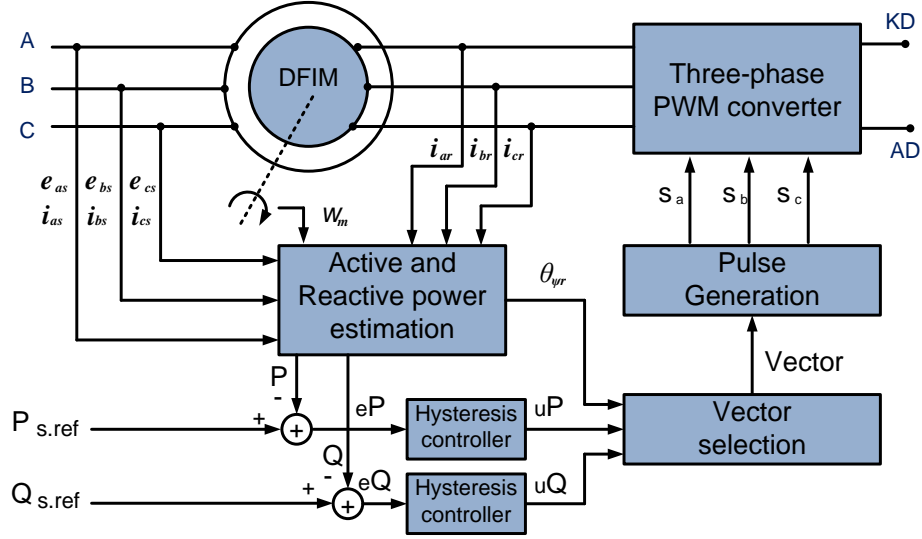 A
B
C
DFIM
Three-phase
PWM converter
KD
AD
e as
i as
e bs
i bs
e cs
i cs
w m
i ar
i br
i cr
s a
s b
s c
Active and
Reactive power
estimation
θ ψr
Pulse
Generation
Vector
P
-
P s.ref
+
+
eP
Hysteresis
controller
uP
Vector
selection
Q
-
Q s.ref
+
+
eQ
Hysteresis
controller
uQ